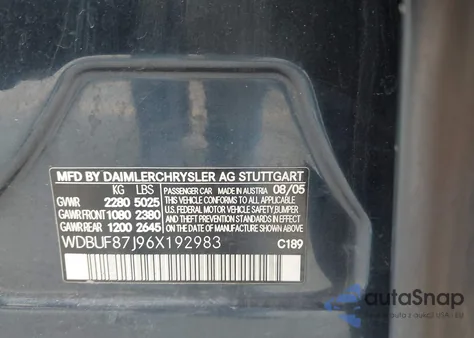 MFD BY DAIMLERCHRYSLER AG STUTTGART
KG LBS PASSENGER CAR MADE IN AUSTRIA 08/05
GVWR 2280 5025 THIS VEHICLE CONFORMS TO ALL APPLICABLE
GAWR FRONT 1080 2380 U.S. FEDERAL MOTOR VEHICLE SAFETY, BUMPER,
GAWR REAR 1200 2645 AND THEFT PREVENTION STANDARDS IN EFFECT ON THE DATE OF MANUFACTURE SHOWN ABOVE.
WDBUF87J96X192983 C189
autaSnap